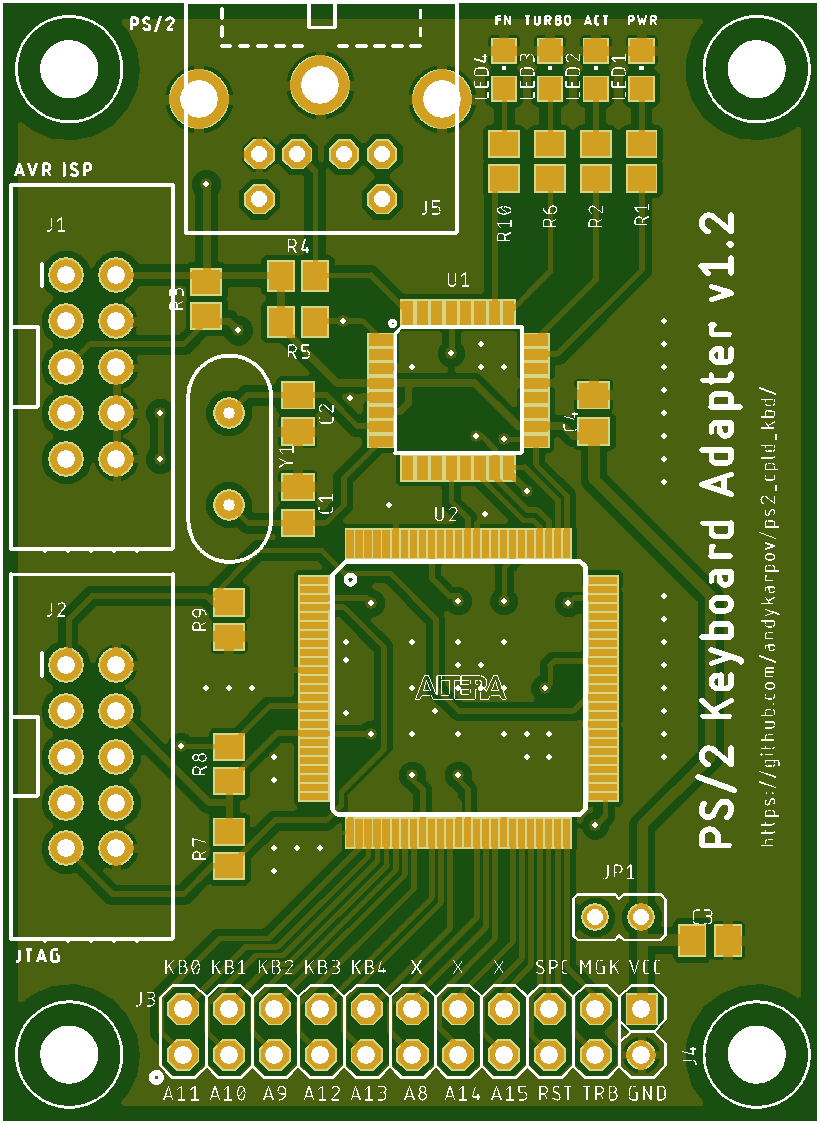 PS/2
FN TURBO ACT PWR
LED4 LED3 LED2 LED1
AVR ISP
J1
J5
R10 R6 R2 R1
R4
R3
R5
U1
C2
Y1
C1
C4
U2
PS/2 Keyboard Adapter v1.2
https://github.com/andykarpov/ps2_cpld_kbd/
J2
R9
ALTERA
R8
R7
JP1
C3
JTAG
KB0 KB1 KB2 KB3 KB4 X X X SPC MGK VCC
J3
J4
A11 A10 A9 A12 A13 A8 A14 A15 RST TRB GND